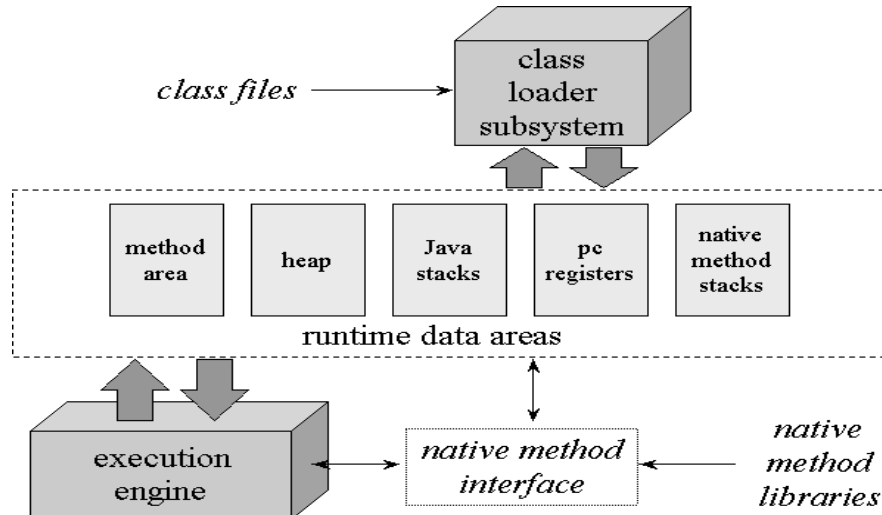 class
loader
subsystem
class files
method
area
heap
Java
stacks
pc
registers
native
method
stacks
runtime data areas
execution
engine
native method
interface
native
method
libraries